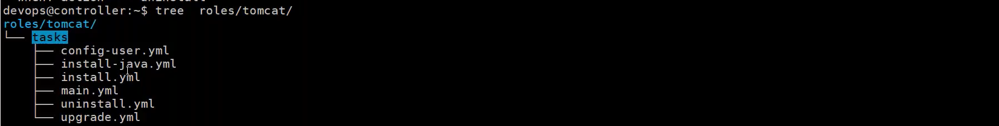 devops@controller:~$ tree  roles/tomcat/
roles/tomcat/
└── tasks
    ├── config-user.yml
    ├── install-java.yml
    ├── install.yml
    ├── main.yml
    ├── uninstall.yml
    └── upgrade.yml